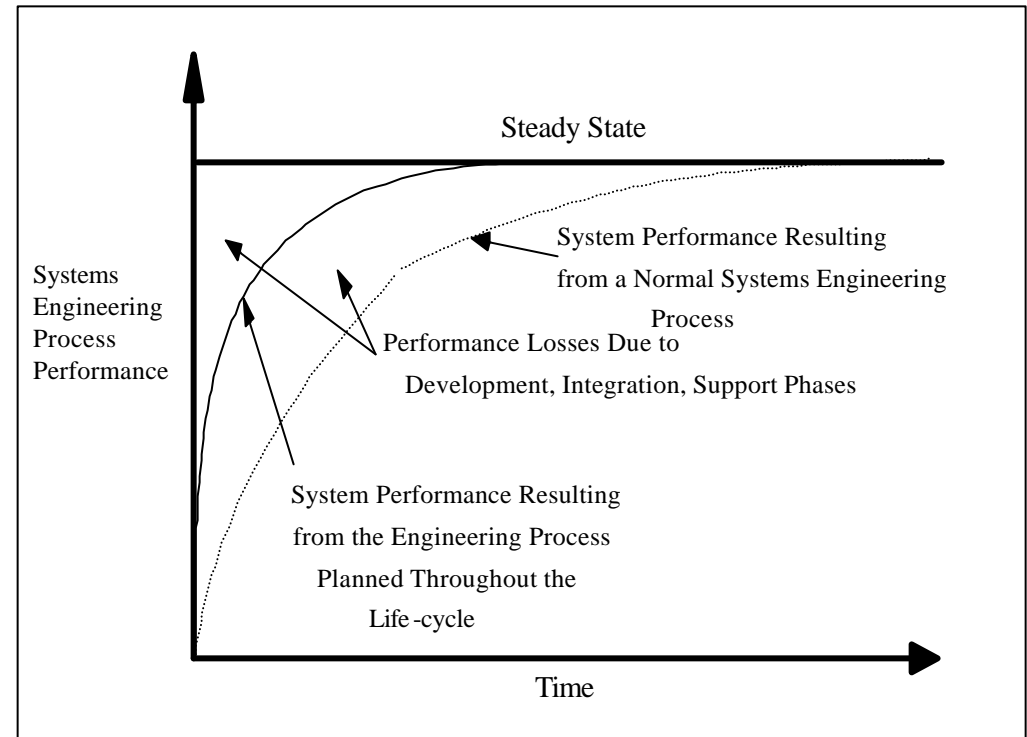 Steady State
System Performance Resulting
from a Normal Systems Engineering
Process
Systems
Engineering
Process
Performance
Performance Losses Due to
Development, Integration, Support Phases
System Performance Resulting
from the Engineering Process
Planned Throughout the
Life-cycle
Time